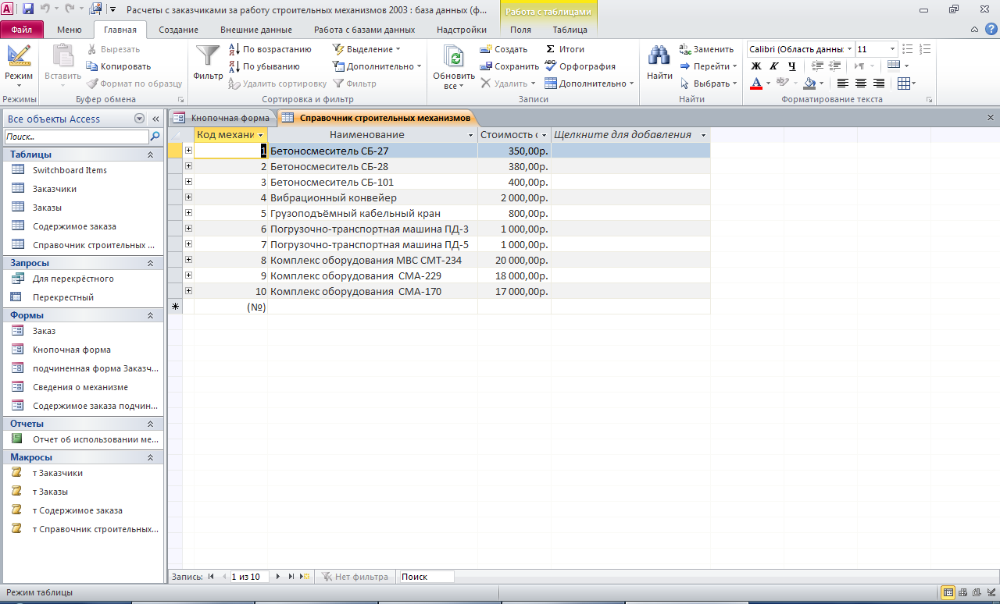 Расчеты с заказчиками за работу строительных механизмов 2003 : база данных (ф...
Работа с таблицами
Файл Меню Главная Создание Внешние данные Работа с базами данных Надстройки Поля Таблица
Режим
Режимы
Вставить
Вырезать
Копировать
Формат по образцу
Буфер обмена
Фильтр
По возрастанию
По убыванию
Удалить сортировку
Выделение
Дополнительно
Фильтр
Сортировка и фильтр
Обновить
все
Создать
Сохранить
Удалить
Итоги
Орфография
Дополнительно
Записи
Найти
Заменить
Перейти
Выбрать
Найти
Calibri (Область данны 11
Ж К Ч
Форматирование текста
Все объекты Access
Поиск...
Таблицы
Switchboard Items
Заказчики
Заказы
Содержимое заказа
Справочник строительных ...
Запросы
Для перекрёстного
Перекрестный
Формы
Заказ
Кнопочная форма
подчиненная форма Заказч...
Сведения о механизме
Содержимое заказа подчин...
Отчеты
Отчет об использовании ме...
Макросы
т Заказчики
т Заказы
т Содержимое заказа
т Справочник строительных...
Кнопочная форма Справочник строительных механизмов
Код механи Наименование Стоимость Щелкните для добавления
1 Бетоносмеситель СБ-27 350,00р.
2 Бетоносмеситель СБ-28 380,00р.
3 Бетоносмеситель СБ-101 400,00р.
4 Вибрационный конвейер 2 000,00р.
5 Грузоподъёмный кабельный кран 800,00р.
6 Погрузочно-транспортная машина ПД-3 1 000,00р.
7 Погрузочно-транспортная машина ПД-5 1 000,00р.
8 Комплекс оборудования МВС СМТ-234 20 000,00р.
9 Комплекс оборудования СМА-229 18 000,00р.
10 Комплекс оборудования СМА-170 17 000,00р.
(№)
Запись: 1 из 10 Нет фильтра Поиск
Режим таблицы